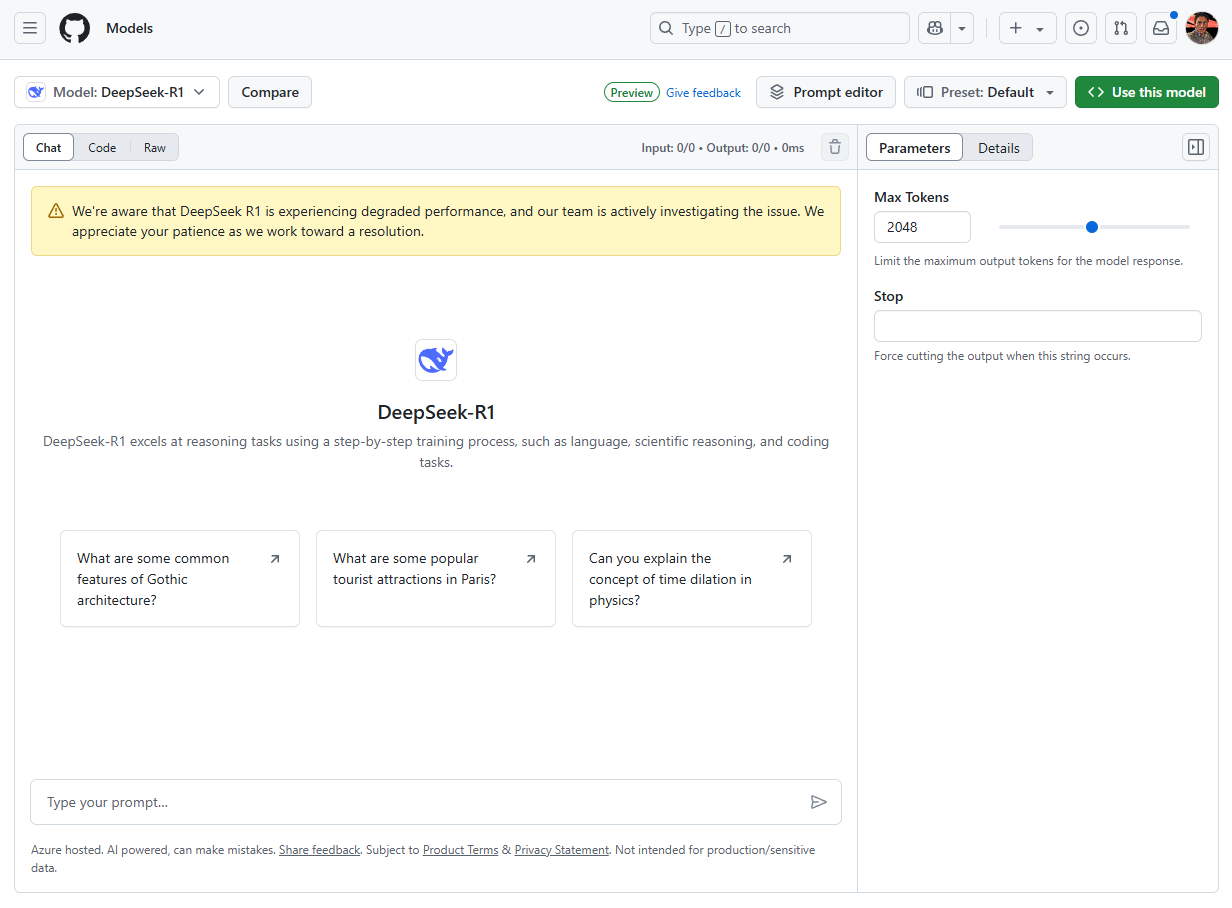 Models
Type / to search
Model: DeepSeek-R1
Compare
Preview
Give feedback
Prompt editor
Preset: Default
Use this model
Chat
Code
Raw
Input: 0/0 • Output: 0/0 • 0ms
Parameters
Details
We're aware that DeepSeek R1 is experiencing degraded performance, and our team is actively investigating the issue. We
appreciate your patience as we work toward a resolution.
DeepSeek-R1
DeepSeek-R1 excels at reasoning tasks using a step-by-step training process, such as language, scientific reasoning, and coding
tasks.
What are some common
features of Gothic
architecture?
What are some popular
tourist attractions in Paris?
Can you explain the
concept of time dilation in
physics?
Type your prompt...
Azure hosted. AI powered, can make mistakes. Share feedback. Subject to Product Terms & Privacy Statement. Not intended for production/sensitive
data.
Max Tokens
2048
Limit the maximum output tokens for the model response.
Stop
Force cutting the output when this string occurs.